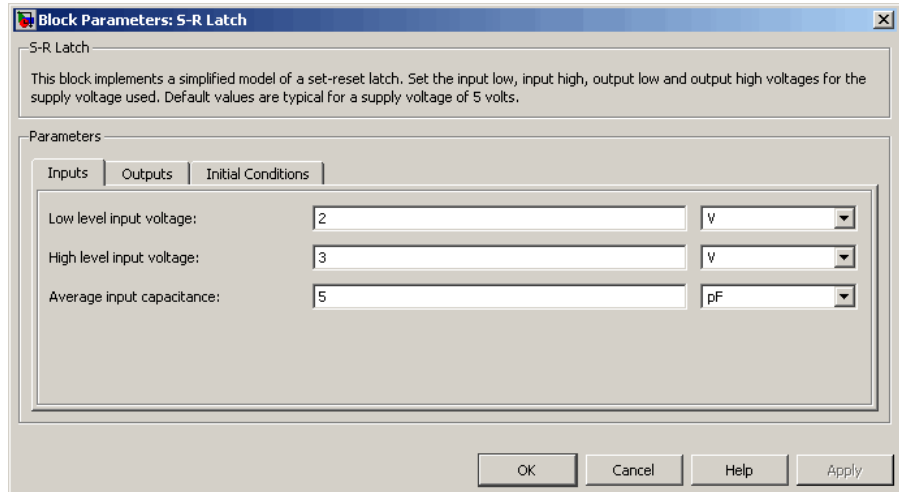 Block Parameters: S-R Latch
S-R Latch
This block implements a simplified model of a set-reset latch. Set the input low, input high, output low and output high voltages for the
supply voltage used. Default values are typical for a supply voltage of 5 volts.
Parameters
Inputs Outputs Initial Conditions
Low level input voltage: 2 V
High level input voltage: 3 V
Average input capacitance: 5 pF
OK Cancel Help Apply